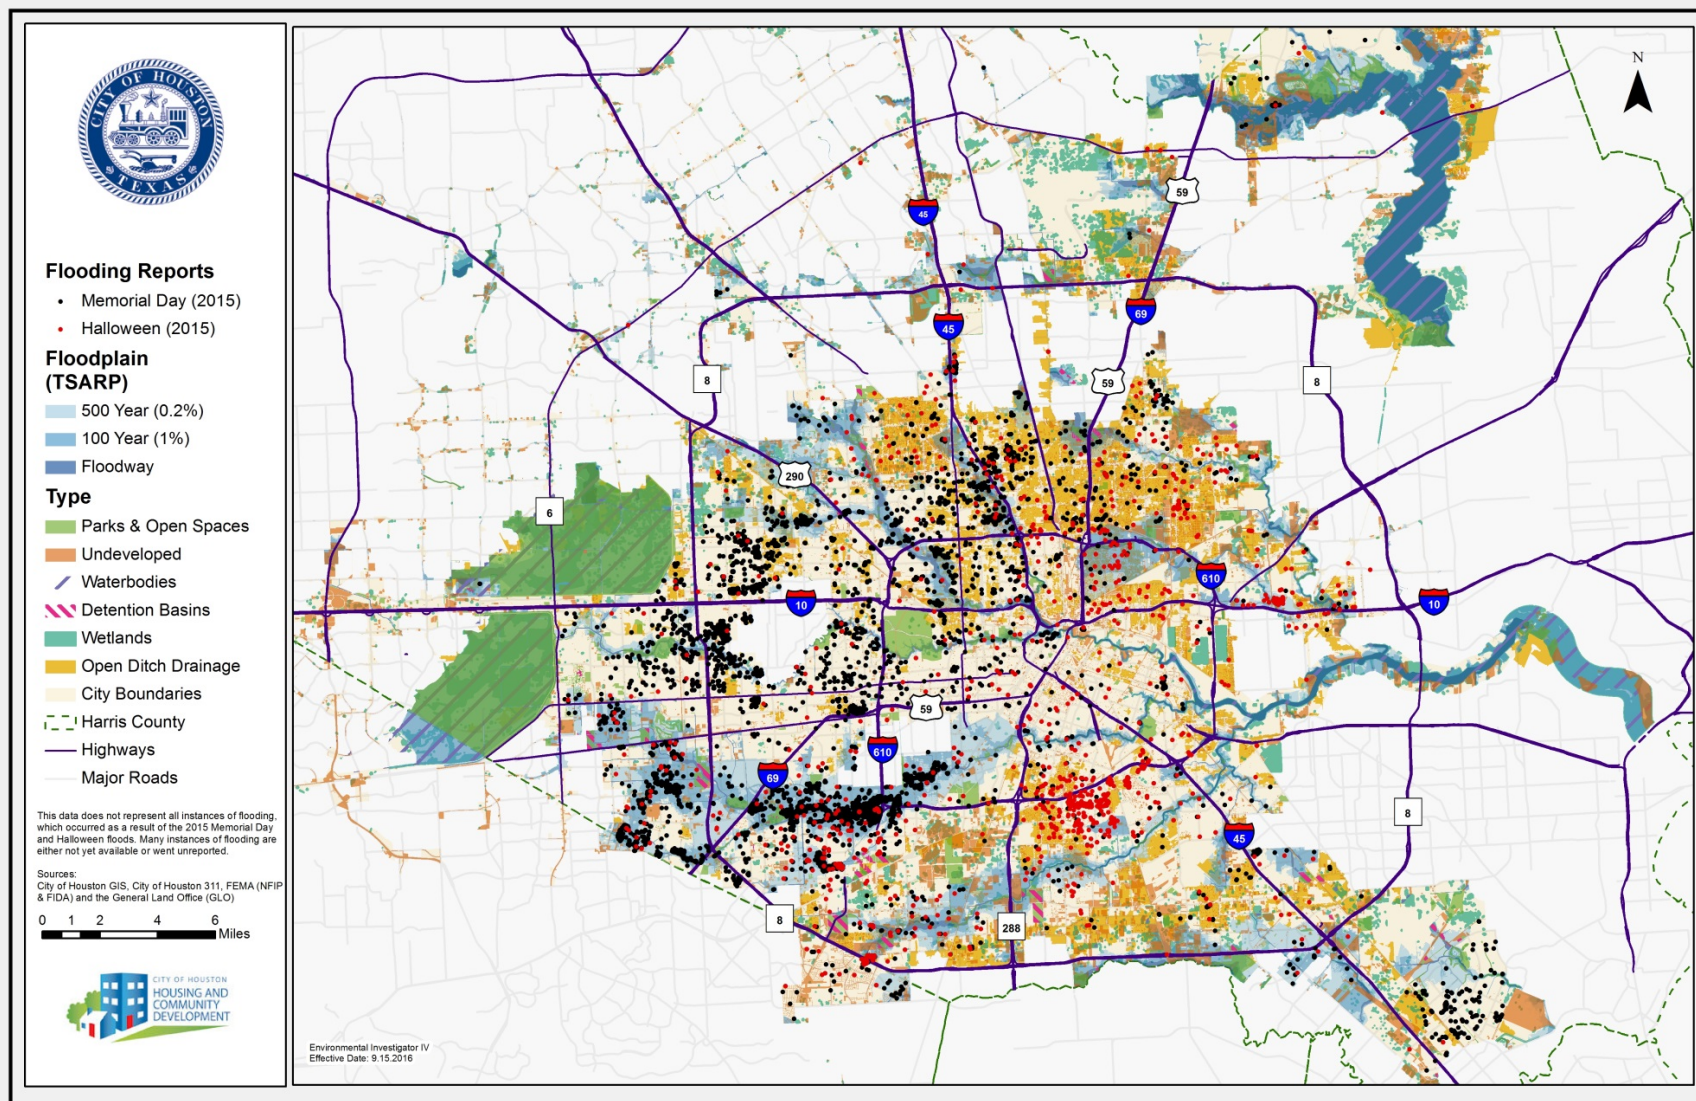 CITY OF HOUSTON
TEXAS
Flooding Reports
Memorial Day (2015)
Halloween (2015)
Floodplain
(TSARP)
500 Year (0.2%)
100 Year (1%)
Floodway
Type
Parks & Open Spaces
Undeveloped
Waterbodies
Detention Basins
Wetlands
Open Ditch Drainage
City Boundaries
Harris County
Highways
Major Roads
This data does not represent all instances of flooding,
which occurred as a result of the 2015 Memorial Day
and Halloween floods. Many instances of flooding are
either not yet available or went unreported.
Sources:
City of Houston GIS, City of Houston 311, FEMA (NFIP
& FIDA) and the General Land Office (GLO)
0 1 2 4 6
Miles
CITY OF HOUSTON
HOUSING AND
COMMUNITY
DEVELOPMENT
N
59
45
69
45
8
59
8
290
6
610
10
10
59
610
69
8
45
8
288
Environmental Investigator IV
Effective Date: 9.15.2016